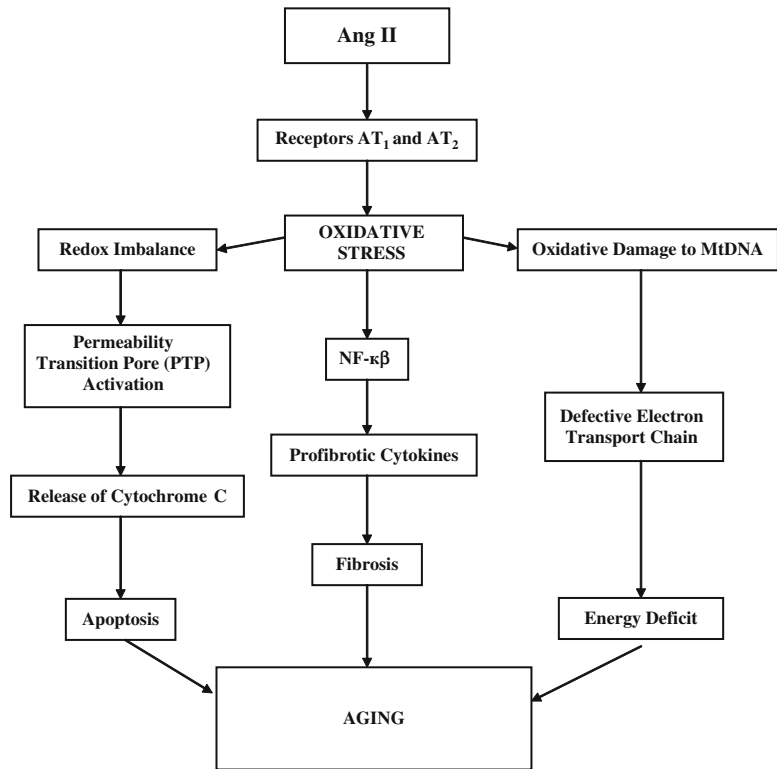 Ang II
Receptors AT₁ and AT₂
OXIDATIVE
STRESS
Redox Imbalance
Oxidative Damage to MtDNA
Permeability
Transition Pore (PTP)
Activation
NF-κβ
Defective Electron
Transport Chain
Profibrotic Cytokines
Release of Cytochrome C
Fibrosis
Apoptosis
Energy Deficit
AGING